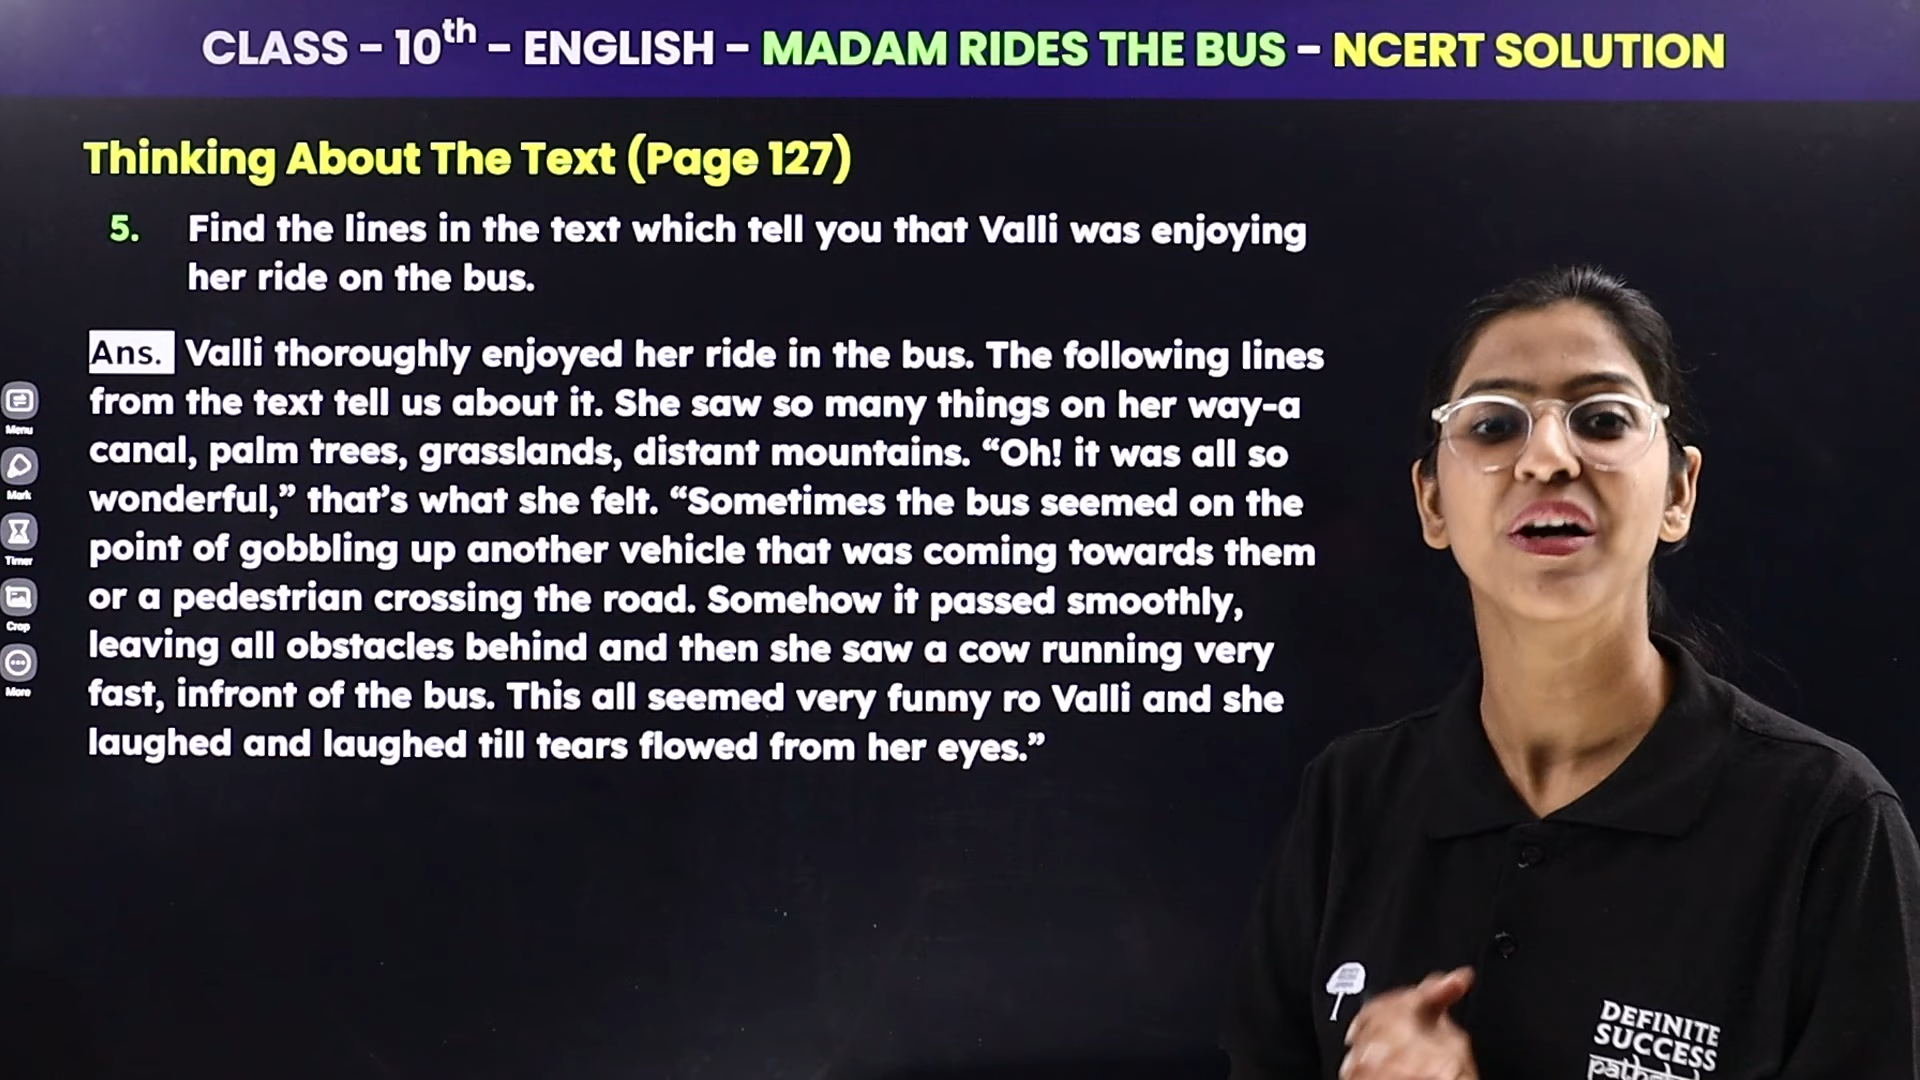 CLASS – 10th – ENGLISH – MADAM RIDES THE BUS – NCERT SOLUTION
Thinking About The Text (Page 127)
5. Find the lines in the text which tell you that Valli was enjoying
her ride on the bus.
Ans. Valli thoroughly enjoyed her ride in the bus. The following lines
from the text tell us about it. She saw so many things on her way-a
canal, palm trees, grasslands, distant mountains. “Oh! it was all so
wonderful,” that’s what she felt. “Sometimes the bus seemed on the
point of gobbling up another vehicle that was coming towards them
or a pedestrian crossing the road. Somehow it passed smoothly,
leaving all obstacles behind and then she saw a cow running very
fast, infront of the bus. This all seemed very funny ro Valli and she
laughed and laughed till tears flowed from her eyes.”
Menu
Mark
Timer
Crop
More
DEFINITE
SUCCESS